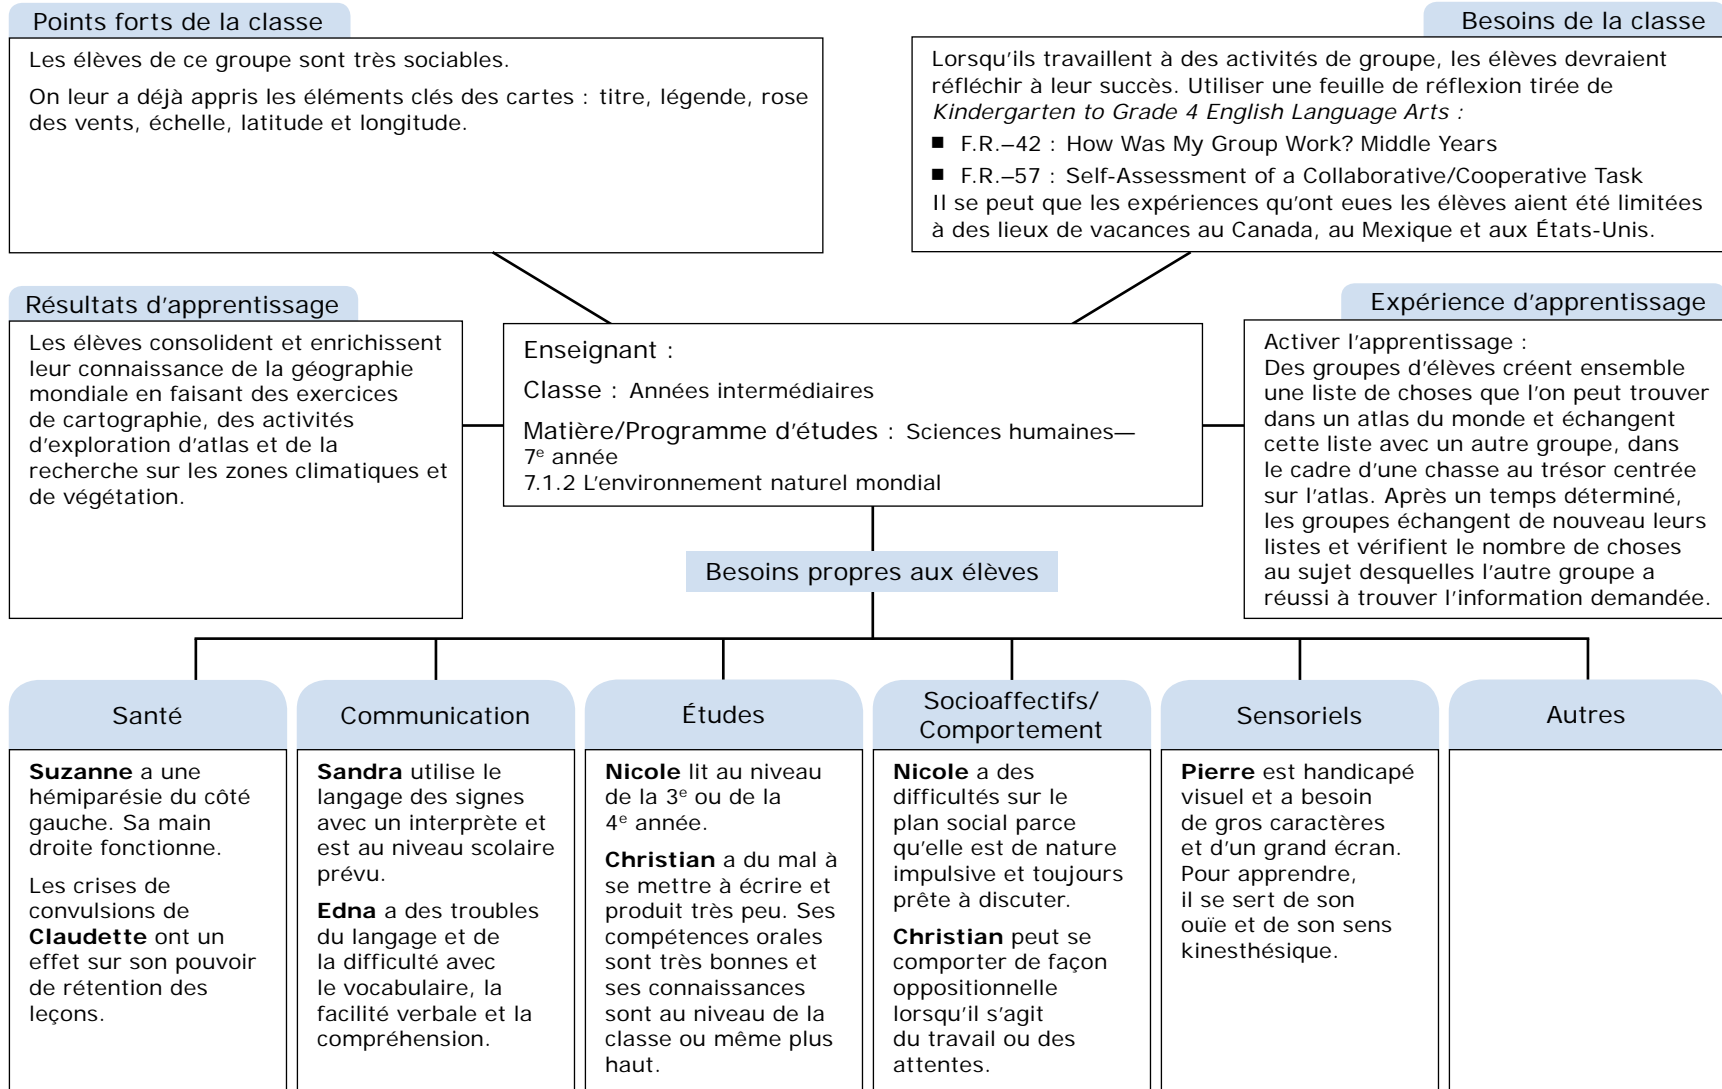 Points forts de la classe
Les élèves de ce groupe sont très sociables.
On leur a déjà appris les éléments clés des cartes : titre, légende, rose
des vents, échelle, latitude et longitude.
Besoins de la classe
Lorsqu'ils travaillent à des activités de groupe, les élèves devraient
réfléchir à leur succès. Utiliser une feuille de réflexion tirée de
Kindergarten to Grade 4 English Language Arts :
■ F.R.–42 : How Was My Group Work? Middle Years
■ F.R.–57 : Self-Assessment of a Collaborative/Cooperative Task
Il se peut que les expériences qu'ont eues les élèves aient été limitées
à des lieux de vacances au Canada, au Mexique et aux États-Unis.
Résultats d'apprentissage
Les élèves consolident et enrichissent
leur connaissance de la géographie
mondiale en faisant des exercices
de cartographie, des activités
d'exploration d'atlas et de la
recherche sur les zones climatiques et
de végétation.
Enseignant :
Classe : Années intermédiaires
Matière/Programme d'études : Sciences humaines—
7e année
7.1.2 L'environnement naturel mondial
Expérience d'apprentissage
Activer l'apprentissage :
Des groupes d'élèves créent ensemble
une liste de choses que l'on peut trouver
dans un atlas du monde et échangent
cette liste avec un autre groupe, dans
le cadre d'une chasse au trésor centrée
sur l'atlas. Après un temps déterminé,
les groupes échangent de nouveau leurs
listes et vérifient le nombre de choses
au sujet desquelles l'autre groupe a
réussi à trouver l'information demandée.
Besoins propres aux élèves
Santé
Suzanne a une
hémiparésie du côté
gauche. Sa main
droite fonctionne.
Les crises de
convulsions de
Claudette ont un
effet sur son pouvoir
de rétention des
leçons.
Communication
Sandra utilise le
langage des signes
avec un interprète et
est au niveau scolaire
prévu.
Edna a des troubles
du langage et de
la difficulté avec
le vocabulaire, la
facilité verbale et la
compréhension.
Études
Nicole lit au niveau
de la 3e ou de la
4e année.
Christian a du mal à
se mettre à écrire et
produit très peu. Ses
compétences orales
sont très bonnes et
ses connaissances
sont au niveau de la
classe ou même plus
haut.
Socioaffectifs/
Comportement
Nicole a des
difficultés sur le
plan social parce
qu'elle est de nature
impulsive et toujours
prête à discuter.
Christian peut se
comporter de façon
oppositionnelle
lorsqu'il s'agit
du travail ou des
attentes.
Sensoriels
Pierre est handicapé
visuel et a besoin
de gros caractères
et d'un grand écran.
Pour apprendre,
il se sert de son
ouïe et de son sens
kinesthésique.
Autres